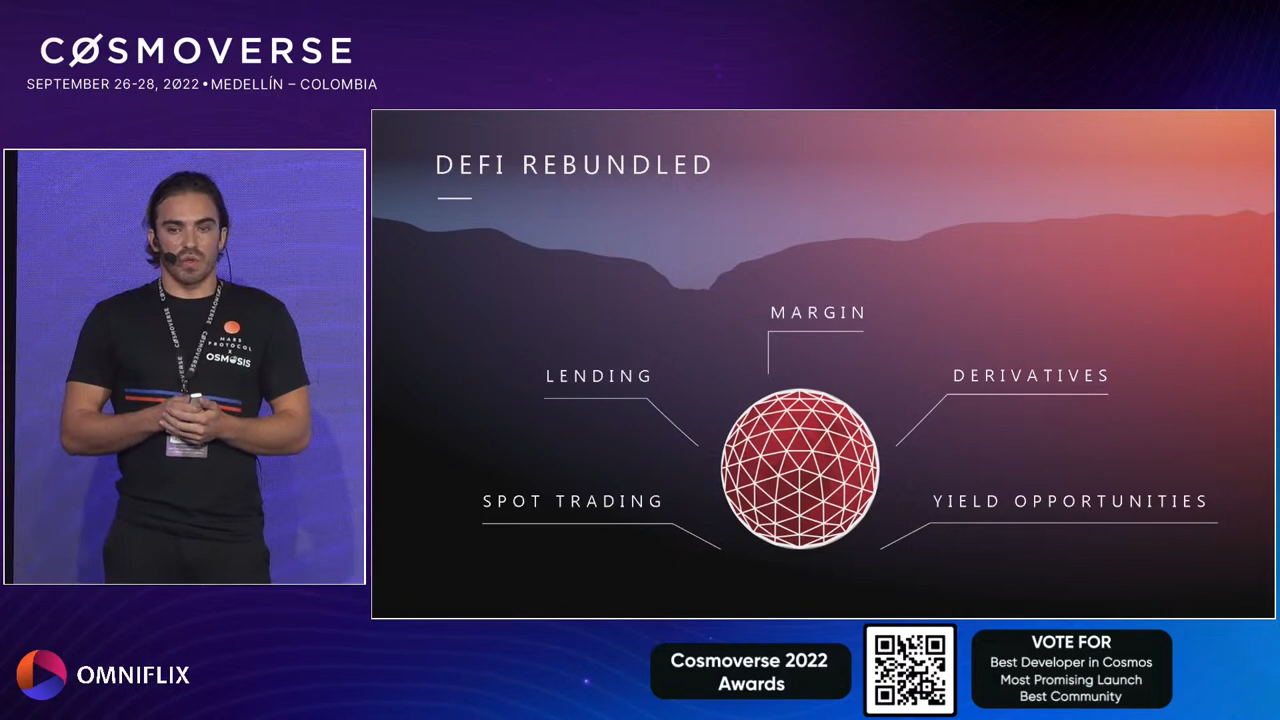 CØSMOVERSE
SEPTEMBER 26-28, 2022 • MEDELLÍN – COLOMBIA
DEFI REBUNDLED
MARGIN
LENDING
DERIVATIVES
SPOT TRADING
YIELD OPPORTUNITIES
MARS
PROTOCOL
X
OSMOSIS
COSMOVERSE
OMNIFLIX
Cosmoverse 2022
Awards
VOTE FOR
Best Developer in Cosmos
Most Promising Launch
Best Community